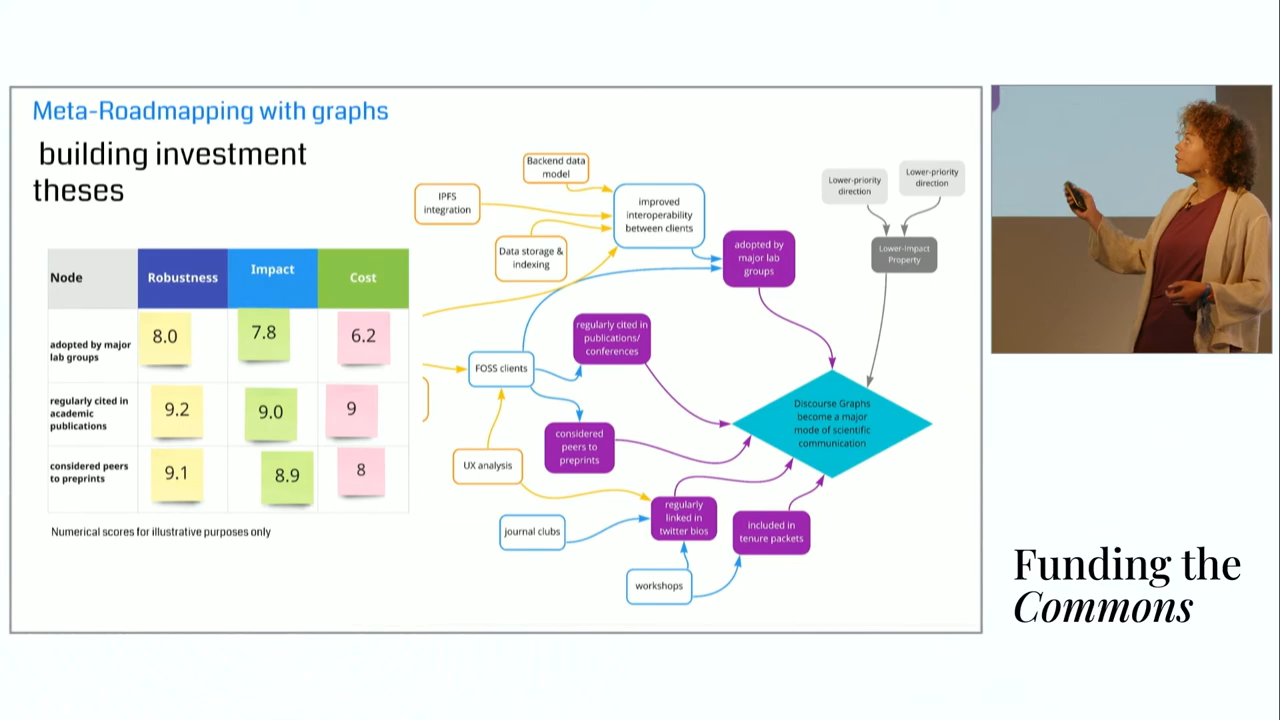 Meta-Roadmapping with graphs
building investment
theses
Node
Robustness
Impact
Cost
adopted by major
lab groups
8.0
7.8
6.2
regularly cited in
academic
publications
9.2
9.0
9
considered peers
to preprints
9.1
8.9
8
Numerical scores for illustrative purposes only
Backend data
model
IPFS
integration
Data storage &
indexing
improved
interoperability
between clients
adopted by
major lab
groups
Lower-priority
direction
Lower-priority
direction
Lower-Impact
Property
regularly cited in
publications/
conferences
FOSS clients
considered
peers to
preprints
UX analysis
Discourse Graphs
become a major
mode of scientific
communication
journal clubs
regularly
linked in
twitter bios
included in
tenure packets
workshops
Funding the
Commons